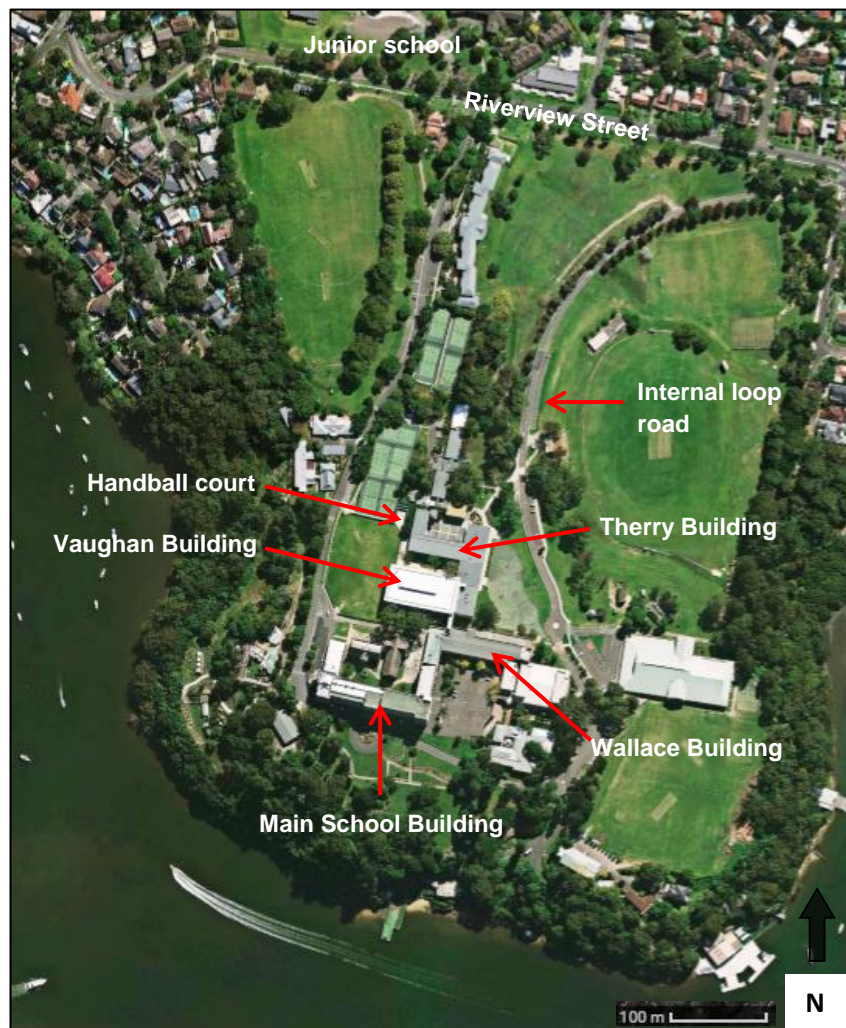 Junior school
Riverview Street
Internal loop
road
Handball court
Therry Building
Vaughan Building
Wallace Building
Main School Building
N
100 m